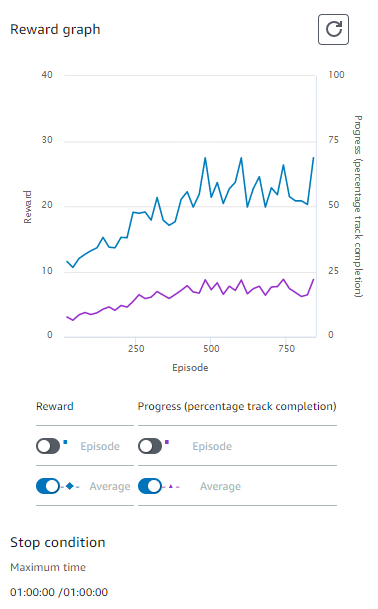 Reward graph
40 100
30 75
20 50
10 25
0 0
Reward
Progress (percentage track completion)
250 500 750
Episode
Reward Progress (percentage track completion)
Episode Episode
Average Average
Stop condition
Maximum time
01:00:00 /01:00:00